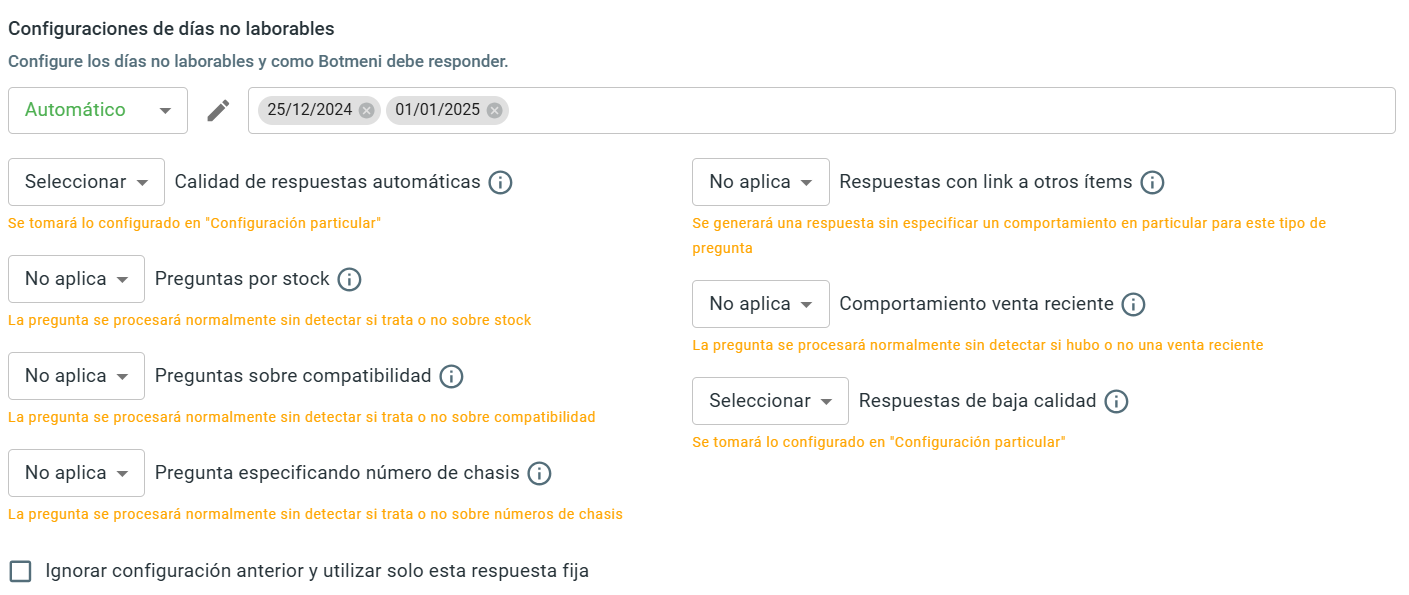 Configuraciones de días no laborables
Configure los días no laborables y como Botmeni debe responder.
Automático
25/12/2024
01/01/2025
Seleccionar
Calidad de respuestas automáticas
Se tomará lo configurado en "Configuración particular"
No aplica
Preguntas por stock
La pregunta se procesará normalmente sin detectar si trata o no sobre stock
No aplica
Preguntas sobre compatibilidad
La pregunta se procesará normalmente sin detectar si trata o no sobre compatibilidad
No aplica
Pregunta especificando número de chasis
La pregunta se procesará normalmente sin detectar si trata o no sobre números de chasis
No aplica
Respuestas con link a otros ítems
Se generará una respuesta sin especificar un comportamiento en particular para este tipo de
pregunta
No aplica
Comportamiento venta reciente
La pregunta se procesará normalmente sin detectar si hubo o no una venta reciente
Seleccionar
Respuestas de baja calidad
Se tomará lo configurado en "Configuración particular"
Ignorar configuración anterior y utilizar solo esta respuesta fija